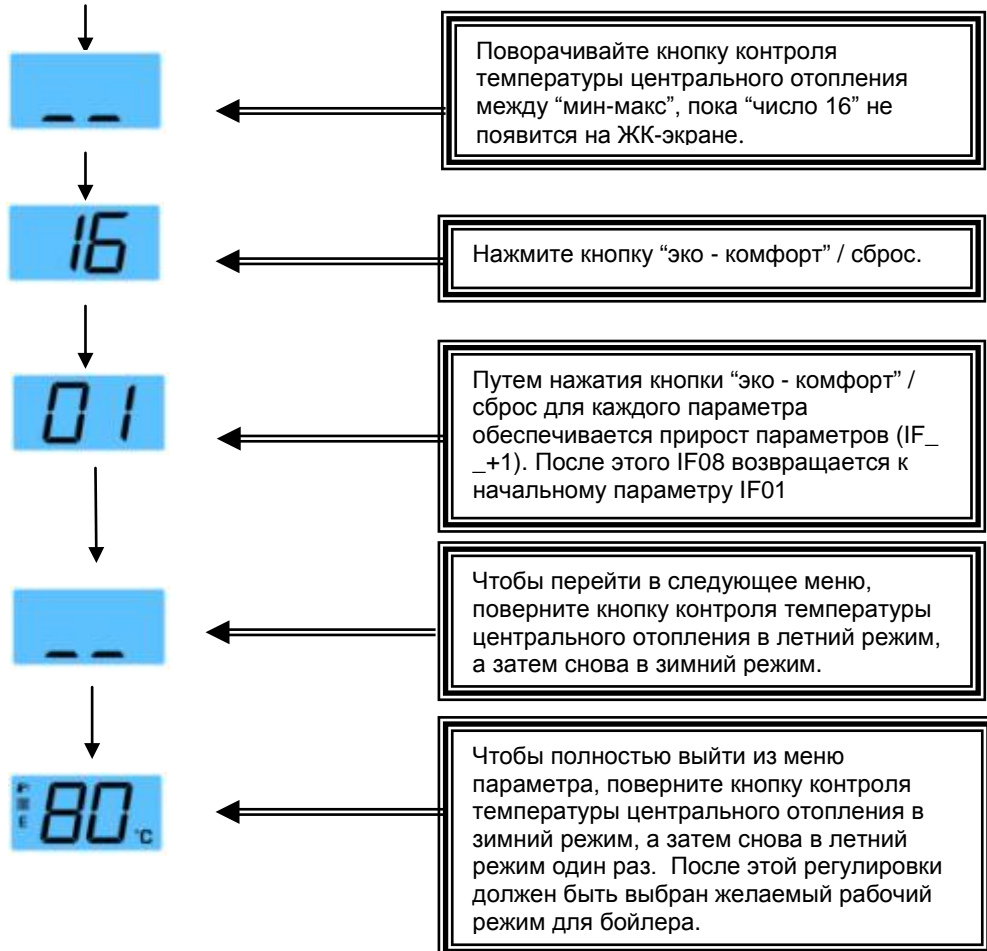 Поворачивайте кнопку контроля
температуры центрального отопления
между “мин-макс”, пока “число 16” не
появится на ЖК-экране.
16
Нажмите кнопку “эко - комфорт” / сброс.
01
Путем нажатия кнопки “эко - комфорт” /
сброс для каждого параметра
обеспечивается прирост параметров (IF_
_+1). После этого IF08 возвращается к
начальному параметру IF01
Чтобы перейти в следующее меню,
поверните кнопку контроля температуры
центрального отопления в летний режим,
а затем снова в зимний режим.
E 80 °C
Чтобы полностью выйти из меню
параметра, поверните кнопку контроля
температуры центрального отопления в
зимний режим, а затем снова в летний
режим один раз.  После этой регулировки
должен быть выбран желаемый рабочий
режим для бойлера.